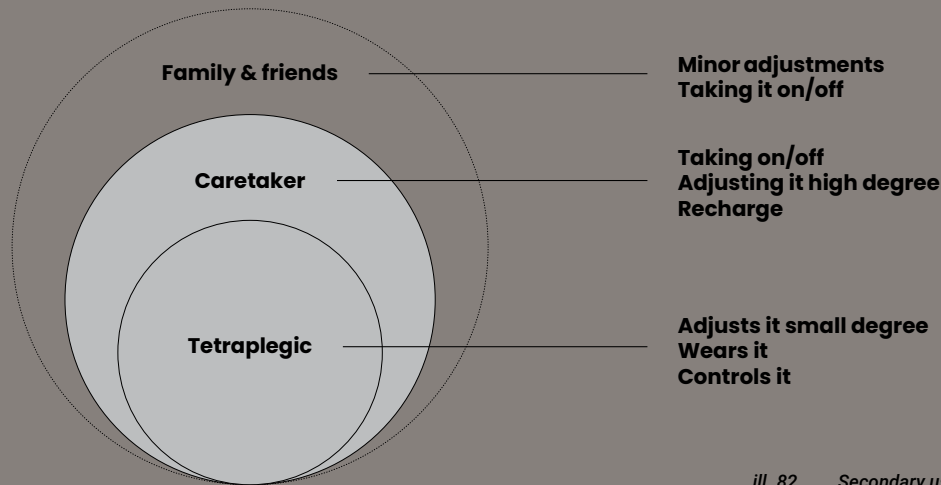 Family & friends
Minor adjustments
Taking it on/off
Caretaker
Taking on/off
Adjusting it high degree
Recharge
Tetraplegic
Adjusts it small degree
Wears it
Controls it
ill. 82 Secondary